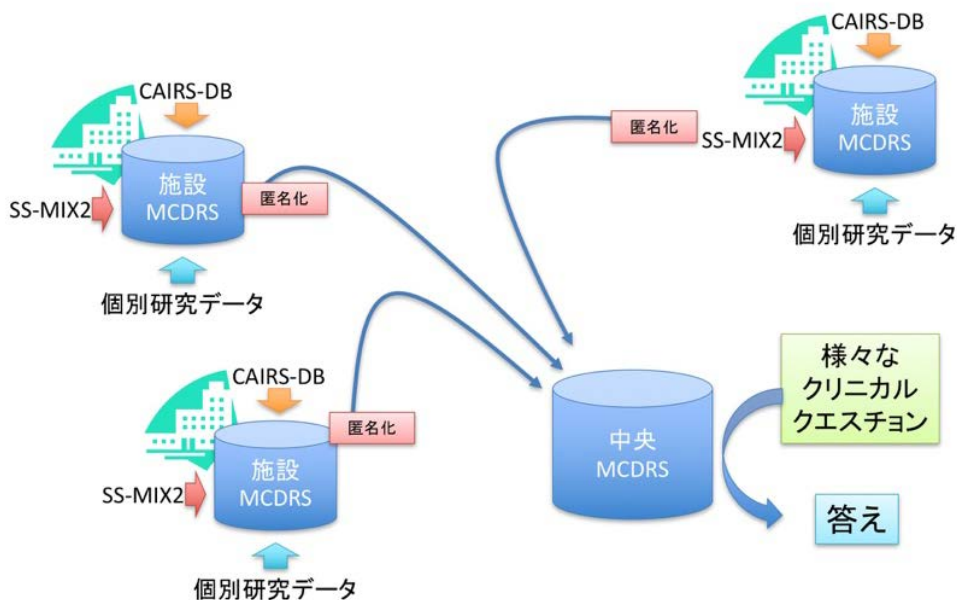 CAIRS-DB
施設
MCDRS
SS-MIX2
匿名化
個別研究データ
CAIRS-DB
匿名化
施設
MCDRS
SS-MIX2
個別研究データ
CAIRS-DB
匿名化
施設
MCDRS
SS-MIX2
個別研究データ
中央
MCDRS
様々な
クリニカル
クエスチョン
答え